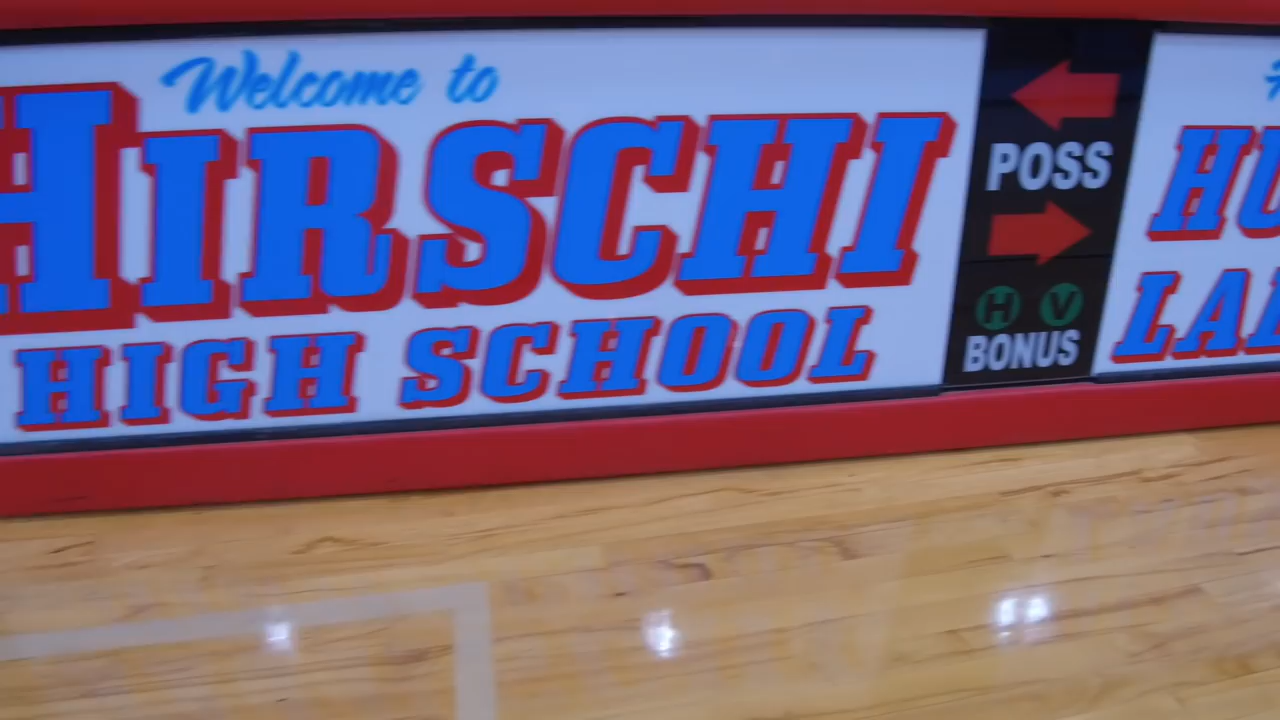 Welcome to
HIRSCHI
HIGH SCHOOL
POSS
H V
BONUS